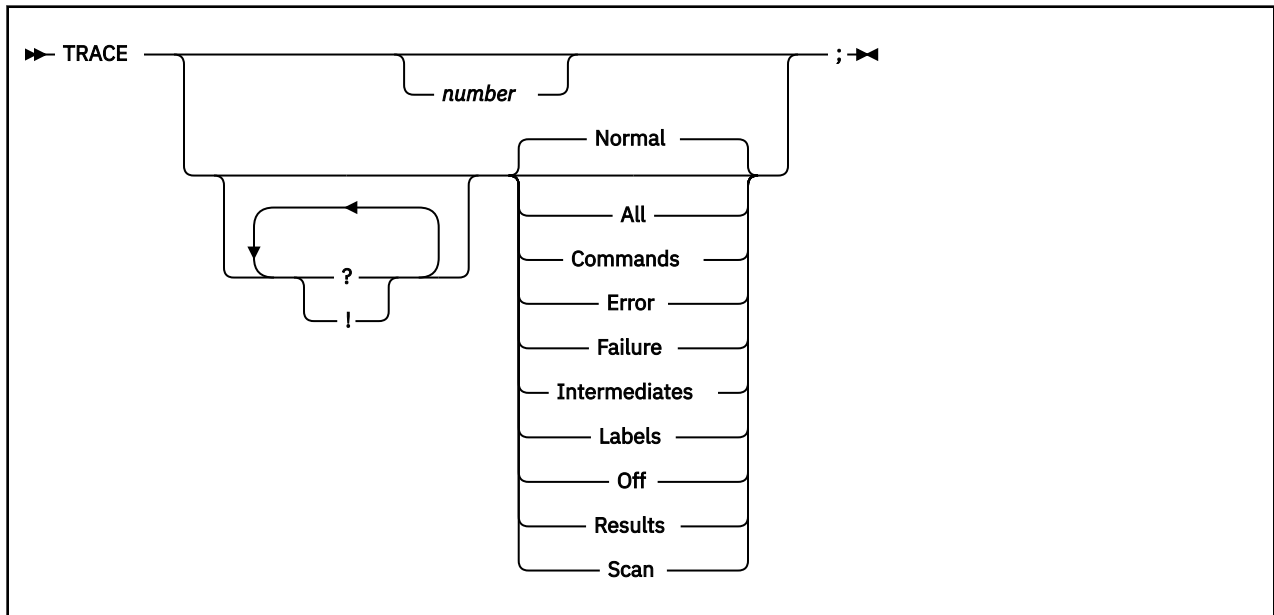 TRACE ;
number
Normal
All
Commands
?
Error
!
Failure
Intermediates
Labels
Off
Results
Scan